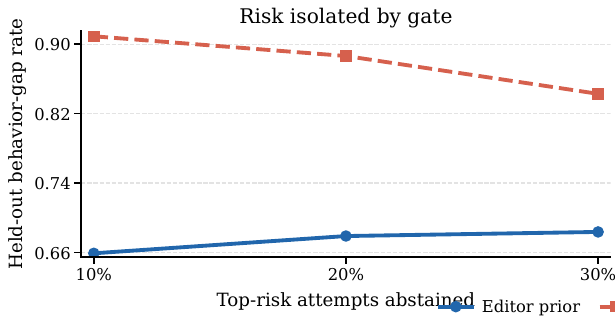 Risk isolated by gate
Held-out behavior-gap rate
0.90
0.82
0.74
0.66
10%
20%
30%
Top-risk attempts abstained
Editor prior